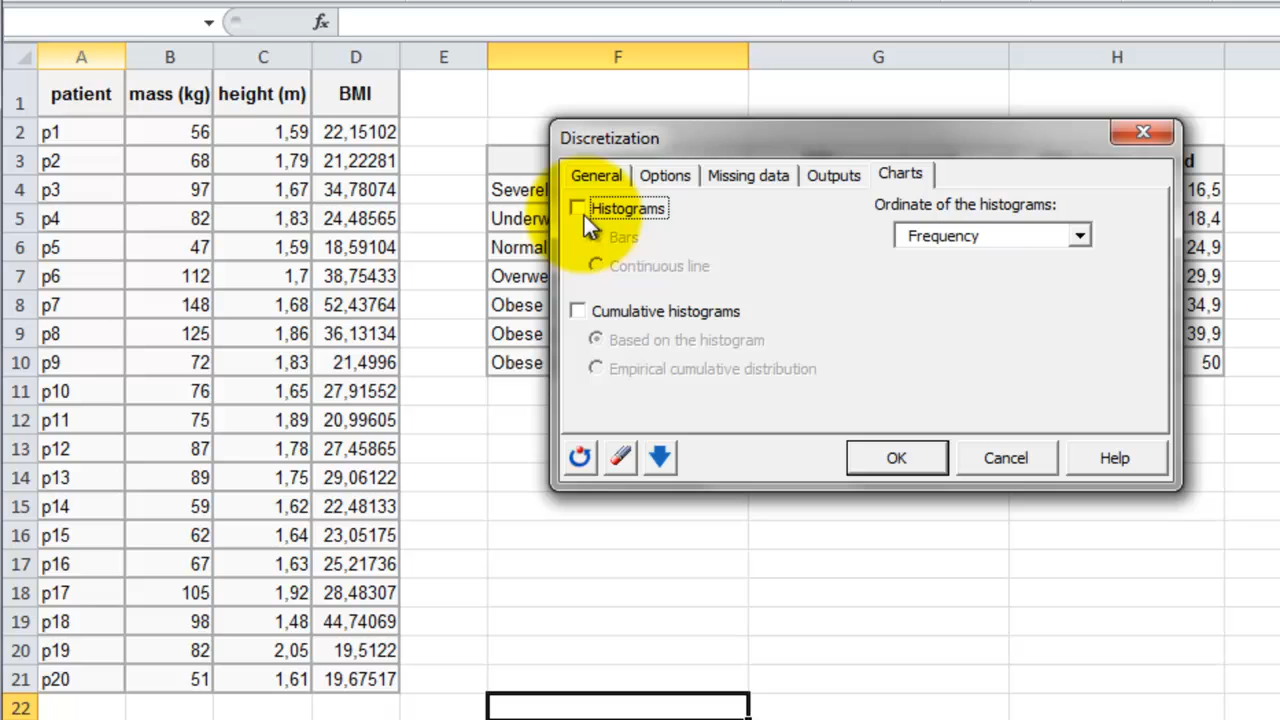 fx
A B C D E F G H
1 patient mass (kg) height (m) BMI
2 p1 56 1,59 22,15102
3 p2 68 1,79 21,22281 d
4 p3 97 1,67 34,78074 Severel 16,5
5 p4 82 1,83 24,48565 Underw 18,4
6 p5 47 1,59 18,59104 Normal 24,9
7 p6 112 1,7 38,75433 Overwe 29,9
8 p7 148 1,68 52,43764 Obese 34,9
9 p8 125 1,86 36,13134 Obese 39,9
10 p9 72 1,83 21,4996 Obese 50
11 p10 76 1,65 27,91552
12 p11 75 1,89 20,99605
13 p12 87 1,78 27,45865
14 p13 89 1,75 29,06122
15 p14 59 1,62 22,48133
16 p15 62 1,64 23,05175
17 p16 67 1,63 25,21736
18 p17 105 1,92 28,48307
19 p18 98 1,48 44,74069
20 p19 82 2,05 19,5122
21 p20 51 1,61 19,67517
22
Discretization
General Options Missing data Outputs Charts
Histograms
Bars
Continuous line
Cumulative histograms
Based on the histogram
Empirical cumulative distribution
Ordinate of the histograms:
Frequency
OK Cancel Help